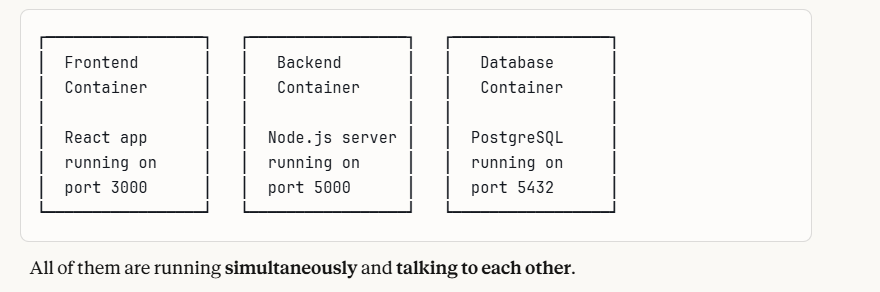 Frontend Backend Database
Container Container Container
React app Node.js server PostgreSQL
running on running on running on
port 3000 port 5000 port 5432
All of them are running simultaneously and talking to each other.